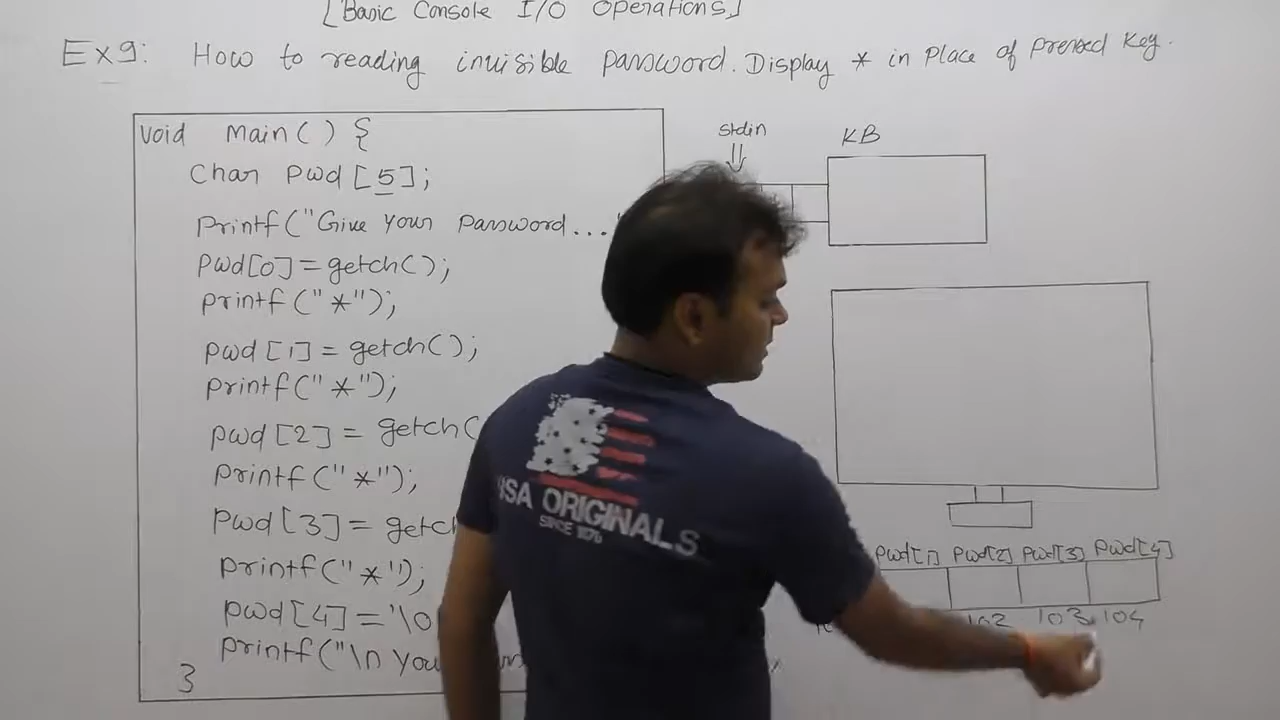 [Basic Console I/O Operations]
Ex9: How to reading invisible password. Display * in Place of pressed Key.
void main() {
Char pwd[5];
Printf("Give your password..."
pwd[0]=getch();
printf("*");
pwd[1]=getch();
printf("*");
pwd[2]=getch(
printf("*");
pwd[3]=getc
printf("*");
pwd[4]='\0
printf("\n You
}
stdin
KB
pwd[1] pwd[2] pwd[3] pwd[4]
102 103 104
USA ORIGINALS
SINCE 1976